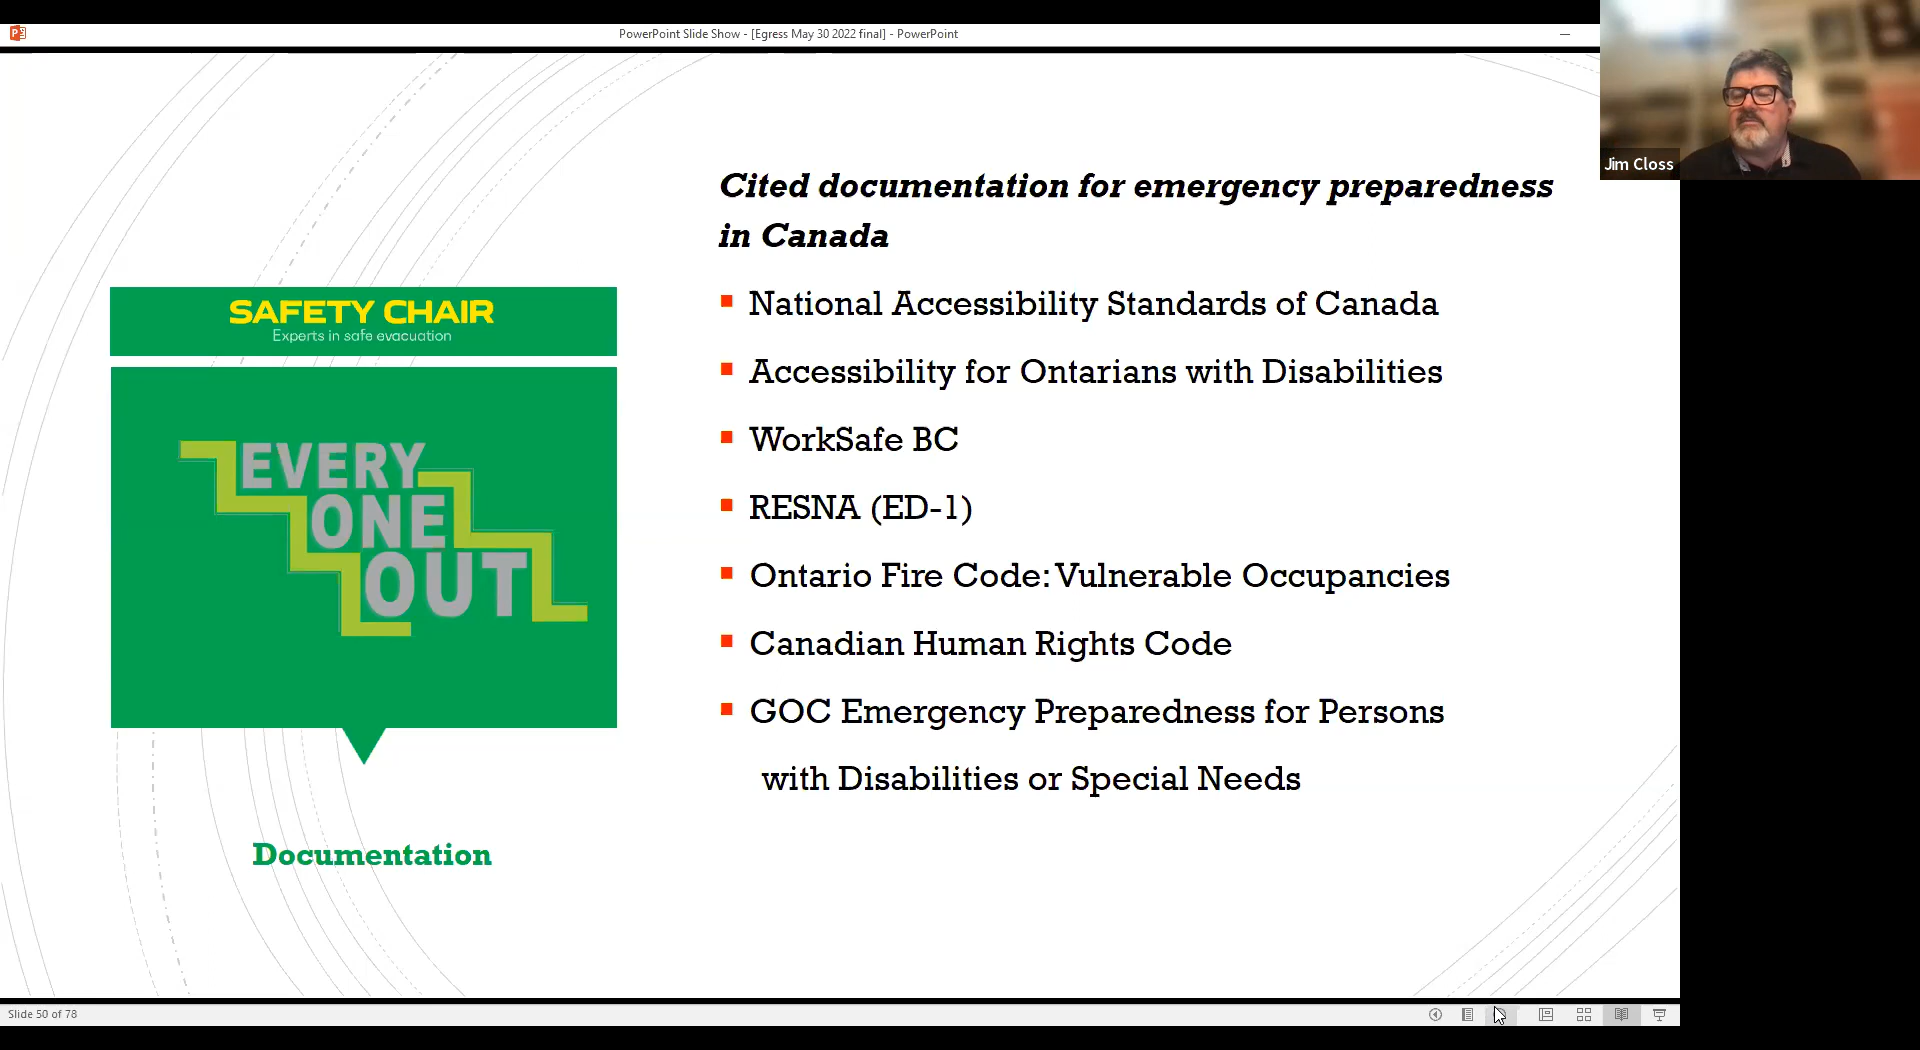 PowerPoint Slide Show - [Egress May 30 2022 final] - PowerPoint
Jim Closs
Cited documentation for emergency preparedness
in Canada
National Accessibility Standards of Canada
Accessibility for Ontarians with Disabilities
WorkSafe BC
RESNA (ED-1)
Ontario Fire Code: Vulnerable Occupancies
Canadian Human Rights Code
GOC Emergency Preparedness for Persons
with Disabilities or Special Needs
SAFETY CHAIR
Experts in safe evacuation
EVERY
ONE
OUT
Documentation
Slide 50 of 78